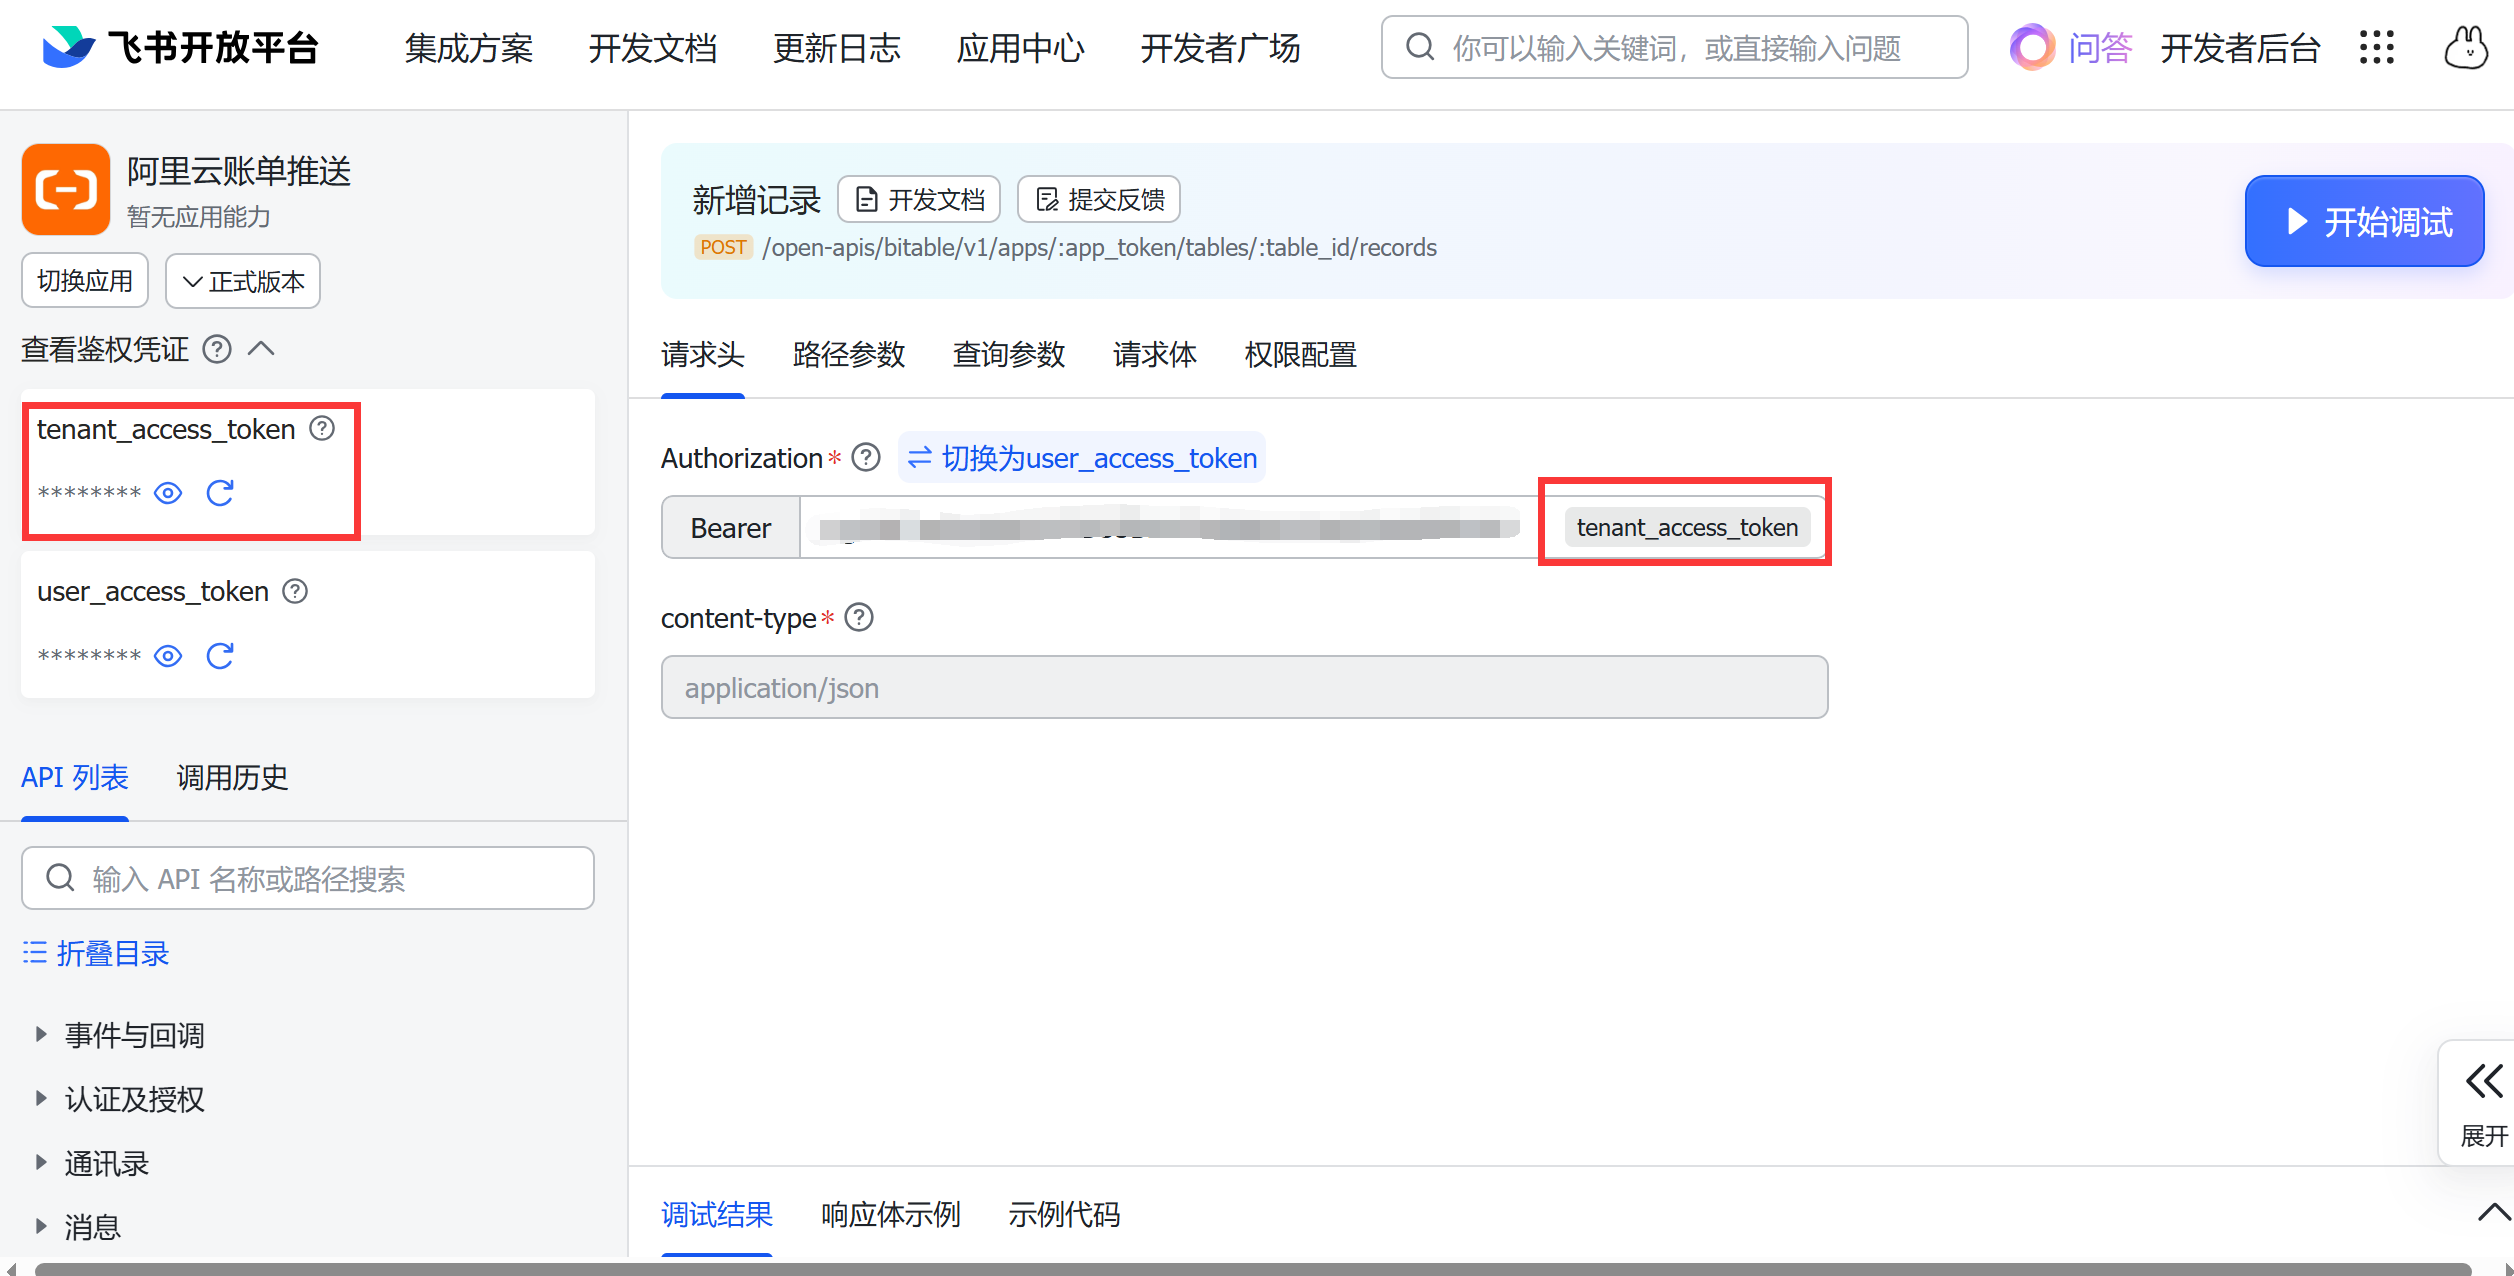 飞书开放平台
集成方案
开发文档
更新日志
应用中心
开发者广场
你可以输入关键词，或直接输入问题
问答
开发者后台
阿里云账单推送
暂无应用能力
切换应用
正式版本
查看鉴权凭证
tenant_access_token
********
user_access_token
********
API 列表
调用历史
输入 API 名称或路径搜索
折叠目录
事件与回调
认证及授权
通讯录
消息
新增记录
开发文档
提交反馈
POST /open-apis/bitable/v1/apps/:app_token/tables/:table_id/records
开始调试
请求头
路径参数
查询参数
请求体
权限配置
Authorization*
切换为user_access_token
Bearer
tenant_access_token
content-type*
application/json
展开
调试结果
响应体示例
示例代码